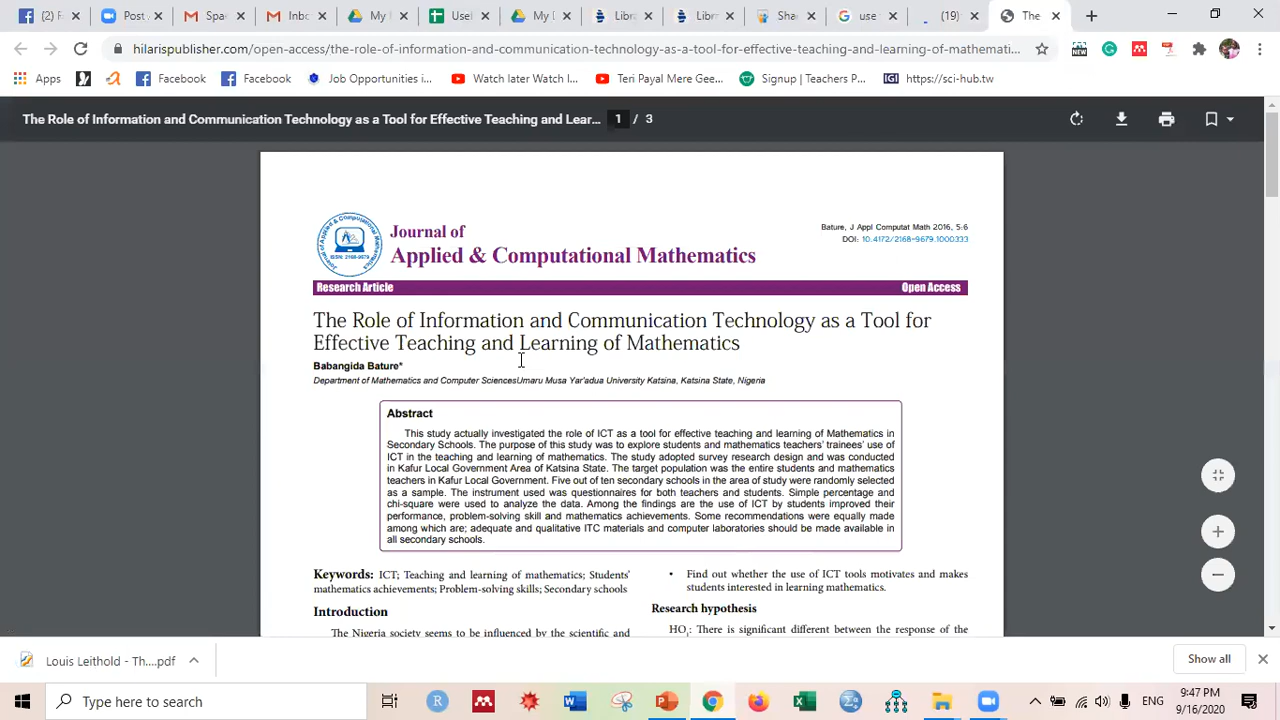 Posts
Spa
Inbo
My
Usei
My D
Libra
Libra
Sha
use
(19)
The
hilarispublisher.com/open-access/the-role-of-information-and-communication-technology-as-a-tool-for-effective-teaching-and-learning-of-mathemati...
Apps
Facebook
Facebook
Job Opportunities i...
Watch later Watch l...
Teri Payal Mere Gee...
Signup | Teachers P...
IGI
https://sci-hub.tw
The Role of Information and Communication Technology as a Tool for Effective Teaching and Lear...
1 / 3
Journal of
Applied & Computational Mathematics
Bature, J Appl Computat Math 2016, 5:6
DOI: 10.4172/2168-9679.1000333
Research Article
Open Access
The Role of Information and Communication Technology as a Tool for
Effective Teaching and Learning of Mathematics
Babangida Bature*
Department of Mathematics and Computer SciencesUmaru Musa Yar'adua University Katsina, Katsina State, Nigeria
Abstract
This study actually investigated the role of ICT as a tool for effective teaching and learning of Mathematics in
Secondary Schools. The purpose of this study was to explore students and mathematics teachers' trainees' use of
ICT in the teaching and learning of mathematics. The study adopted survey research design and was conducted
in Kafur Local Government Area of Katsina State. The target population was the entire students and mathematics
teachers in Kafur Local Government. Five out of ten secondary schools in the area of study were randomly selected
as a sample. The instrument used was questionnaires for both teachers and students. Simple percentage and
chi-square were used to analyze the data. Among the findings are the use of ICT by students improved their
performance, problem-solving skill and mathematics achievements. Some recommendations were equally made
among which are; adequate and qualitative ITC materials and computer laboratories should be made available in
all secondary schools.
Keywords: ICT; Teaching and learning of mathematics; Students'
mathematics achievements; Problem-solving skills; Secondary schools
Introduction
The Nigeria society seems to be influenced by the scientific and
• Find out whether the use of ICT tools motivates and makes
students interested in learning mathematics.
Research hypothesis
HO1: There is significant different between the response of the
Louis Leithold - Th....pdf
Show all
Type here to search
ENG
9:47 PM
9/16/2020